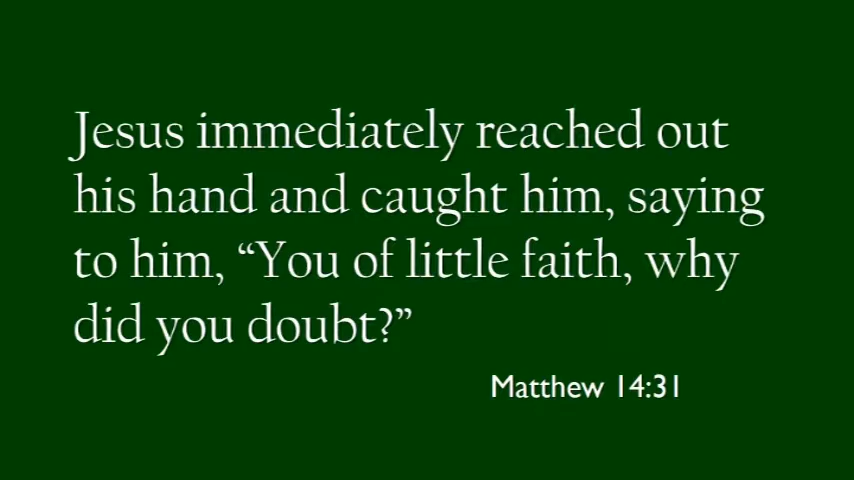 Jesus immediately reached out
his hand and caught him, saying
to him, “You of little faith, why
did you doubt?”
Matthew 14:31